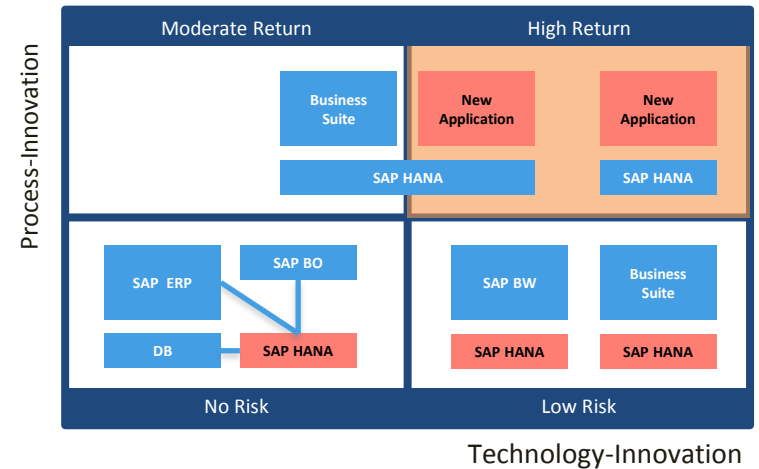 Moderate Return
High Return
Process-Innovation
Business
Suite
New
Application
New
Application
SAP HANA
SAP HANA
SAP ERP
SAP BO
SAP BW
Business
Suite
DB
SAP HANA
SAP HANA
SAP HANA
No Risk
Low Risk
Technology-Innovation